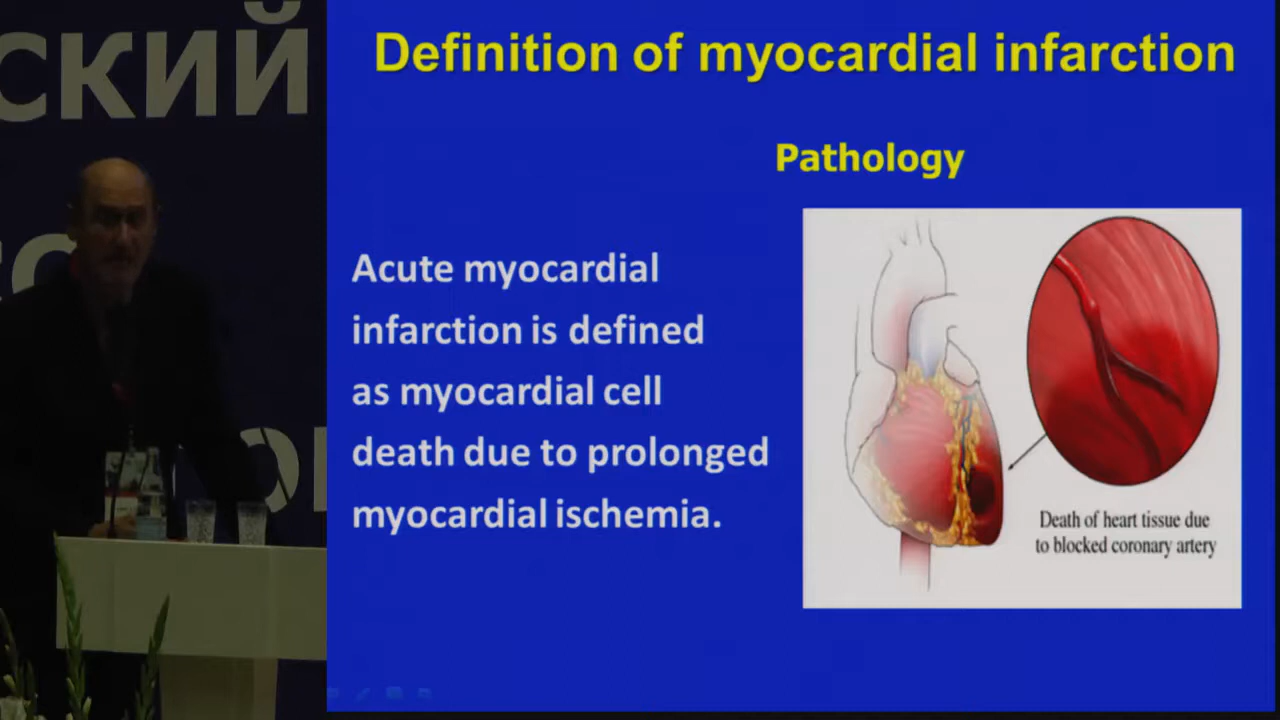 ский
Definition of myocardial infarction
Pathology
Acute myocardial
infarction is defined
as myocardial cell
death due to prolonged
myocardial ischemia.
Death of heart tissue due
to blocked coronary artery